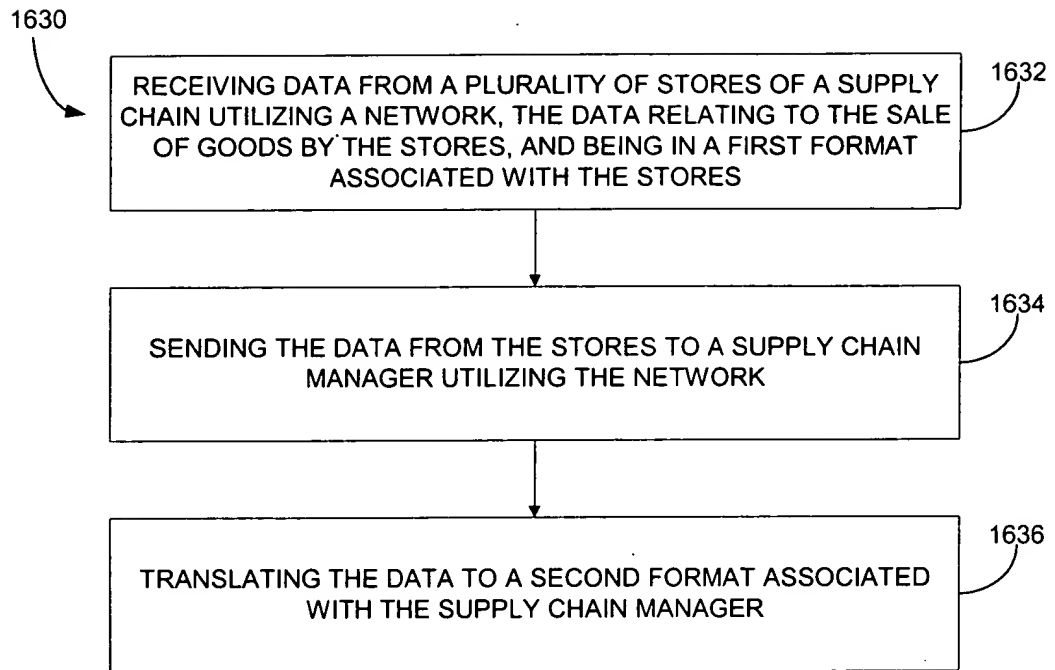 1630
RECEIVING DATA FROM A PLURALITY OF STORES OF A SUPPLY
CHAIN UTILIZING A NETWORK, THE DATA RELATING TO THE SALE
OF GOODS BY THE STORES, AND BEING IN A FIRST FORMAT
ASSOCIATED WITH THE STORES
1632
SENDING THE DATA FROM THE STORES TO A SUPPLY CHAIN
MANAGER UTILIZING THE NETWORK
1634
TRANSLATING THE DATA TO A SECOND FORMAT ASSOCIATED
WITH THE SUPPLY CHAIN MANAGER
1636